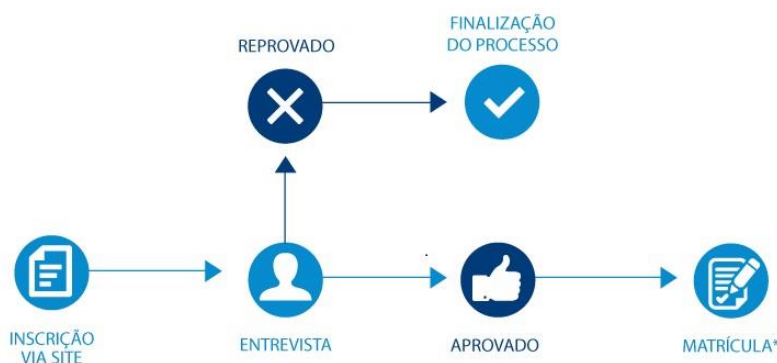 REPROVADO
FINALIZAÇÃO
DO PROCESSO
INSCRIÇÃO
VIA SITE
ENTREVISTA
APROVADO
MATRÍCULA*